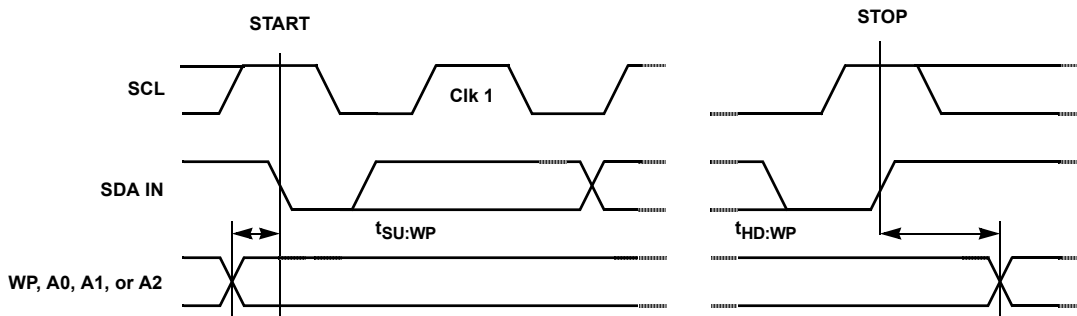 START
STOP
SCL
Clk 1
SDA IN
tSU:WP
tHD:WP
WP, A0, A1, or A2